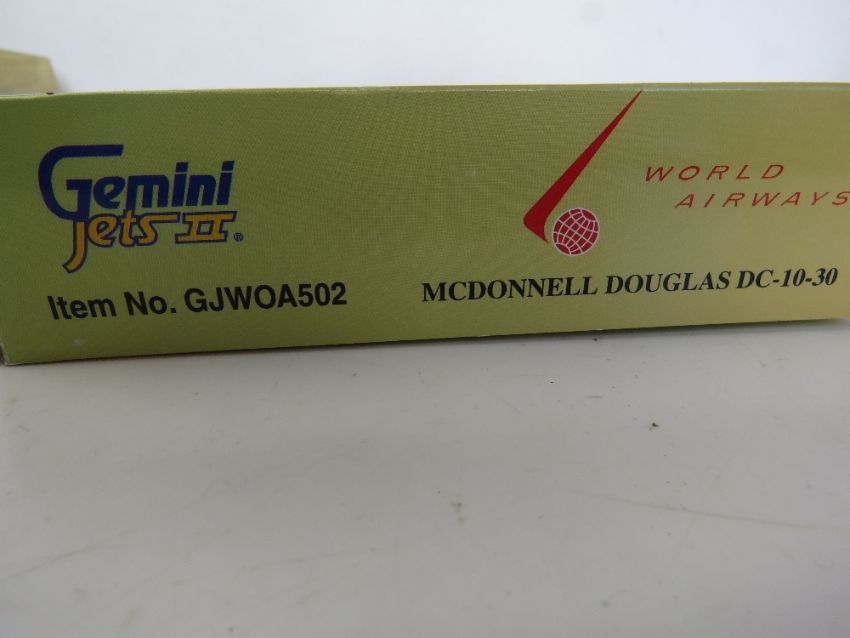 Gemini
Jets II®
Item No. GJWOA502
WORLD
AIRWAYS
MCDONNELL DOUGLAS DC-10-30